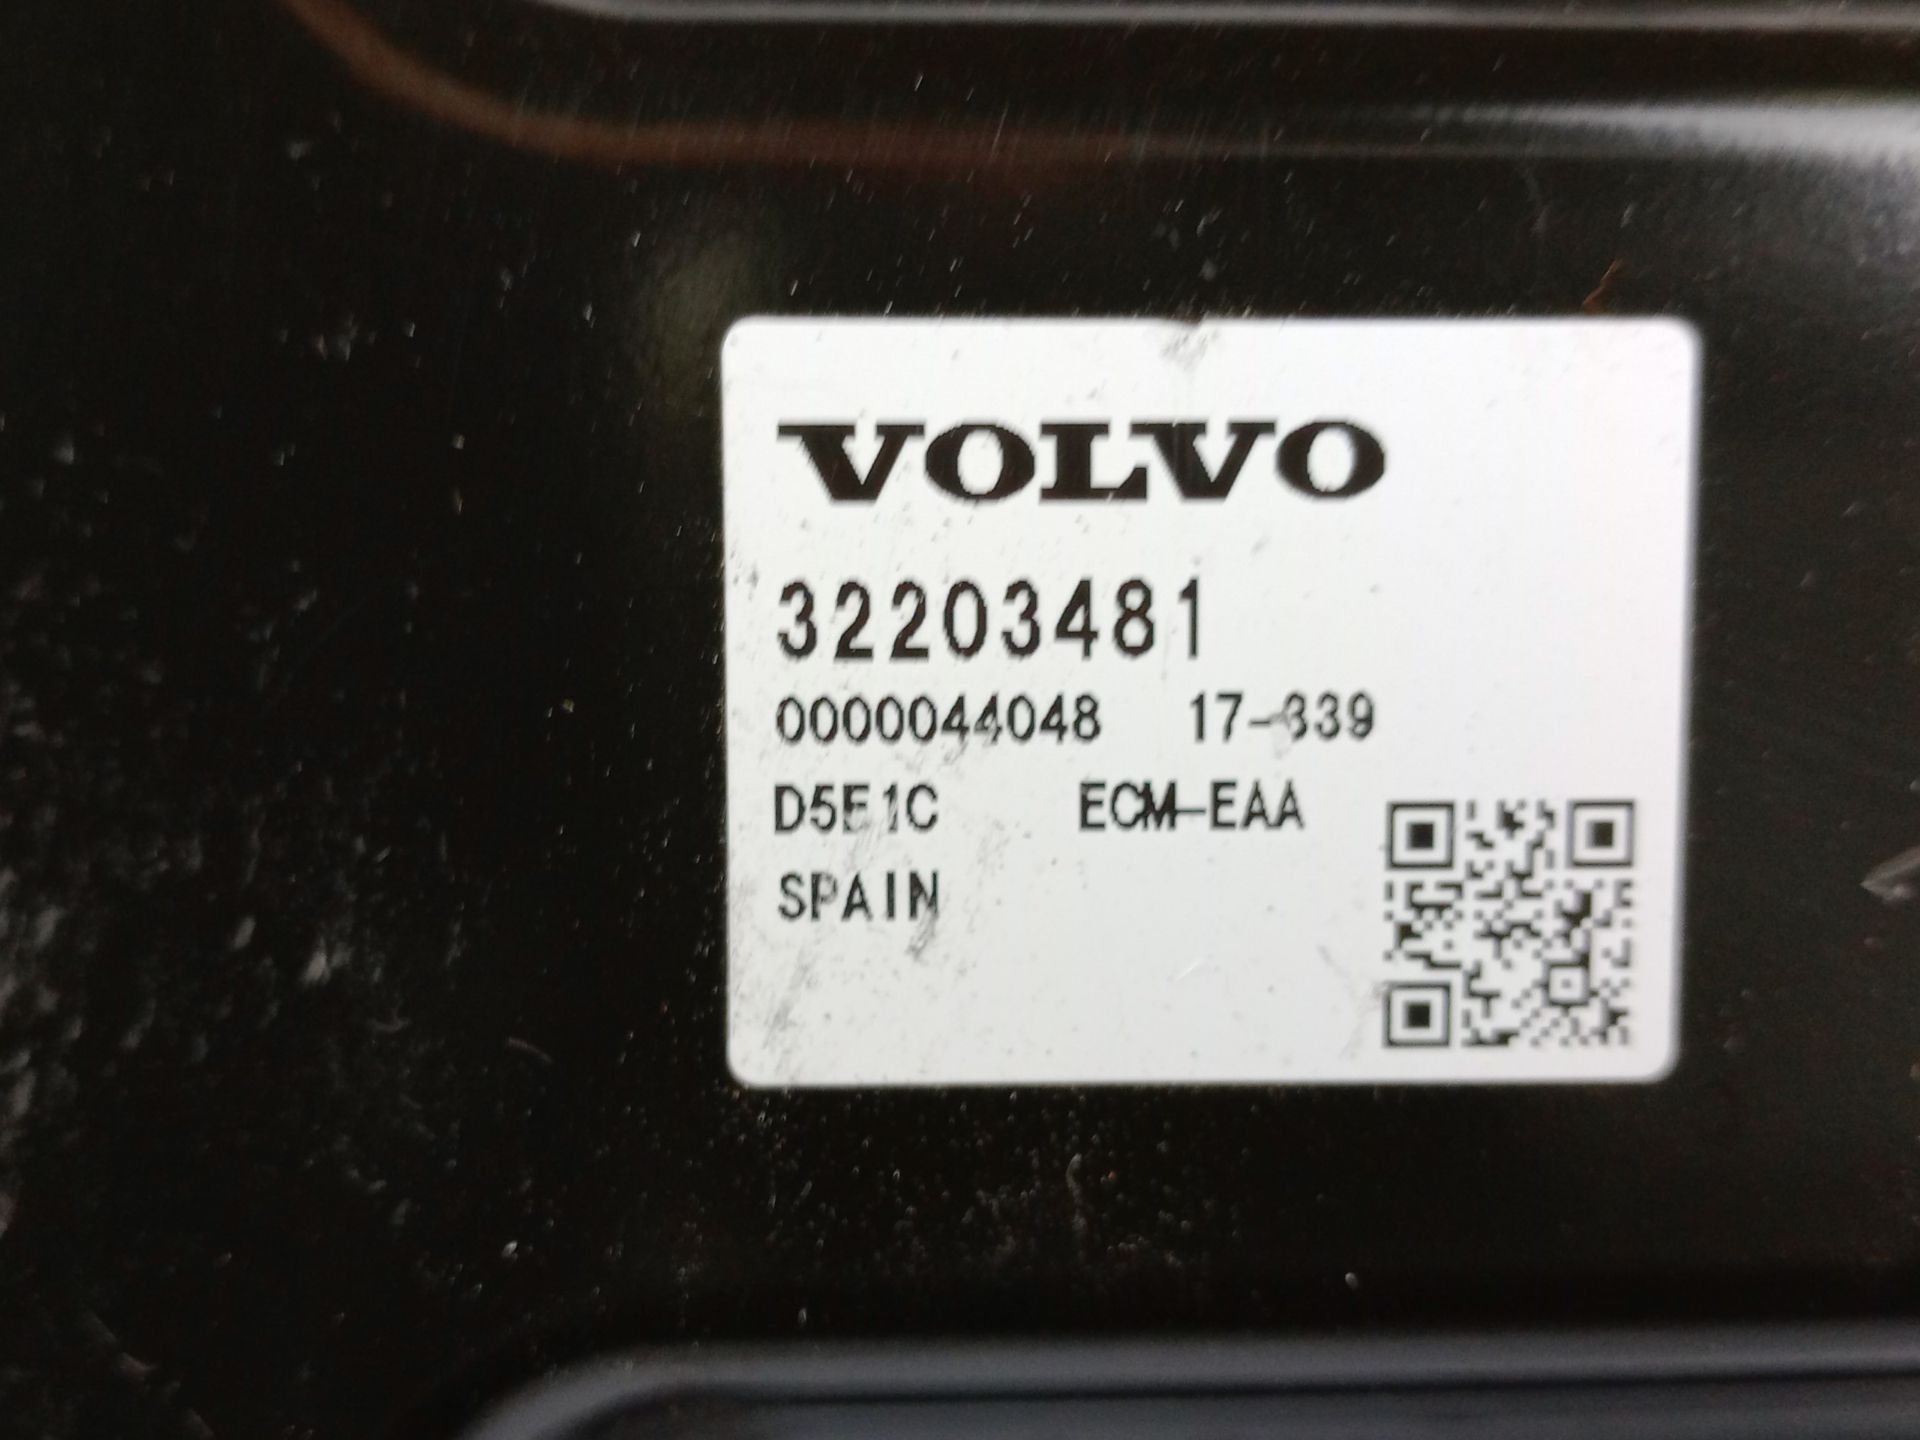 VOLVO
32203481
0000044048 17-339
D5E1C ECM-EAA
SPAIN